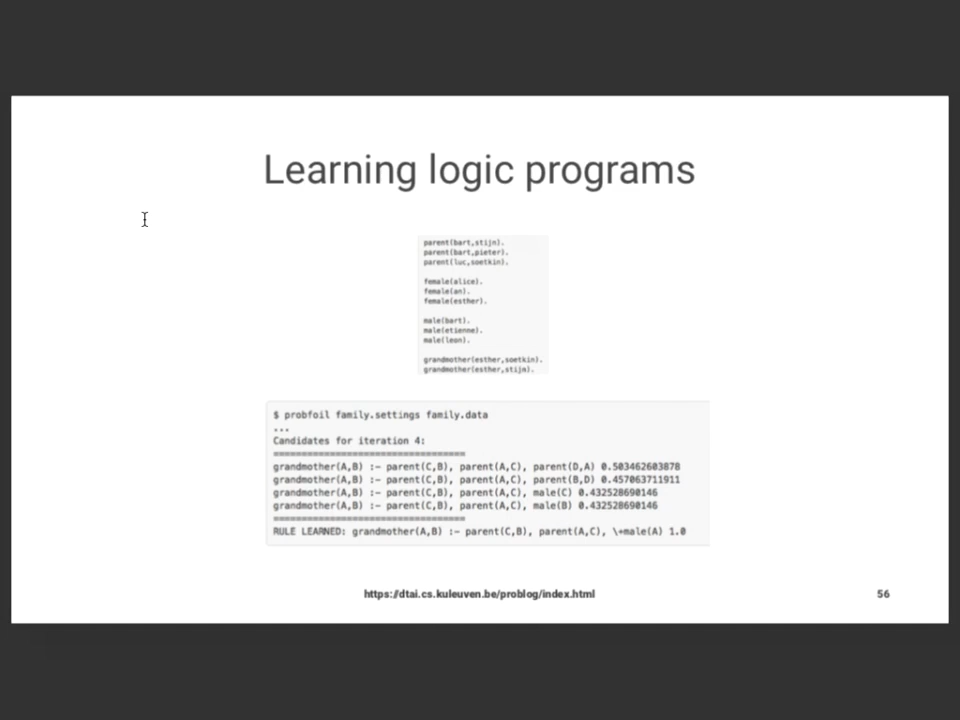 Learning logic programs
parent(bart,stijn).
parent(bart,pieter).
parent(luc,soetkin).
female(alice).
female(an).
female(esther).
male(bart).
male(etienne).
male(leon).
grandmother(esther,soetkin).
grandmother(esther,stijn).
$ probfoil family.settings family.data
...
Candidates for iteration 4:
================================
grandmother(A,B) :- parent(C,B), parent(A,C), parent(D,A) 0.503462603878
grandmother(A,B) :- parent(C,B), parent(A,C), parent(B,D) 0.457063711911
grandmother(A,B) :- parent(C,B), parent(A,C), male(C) 0.432528690146
grandmother(A,B) :- parent(C,B), parent(A,C), male(B) 0.432528690146
================================
RULE LEARNED: grandmother(A,B) :- parent(C,B), parent(A,C), \+male(A) 1.0
https://dtai.cs.kuleuven.be/problog/index.html
56